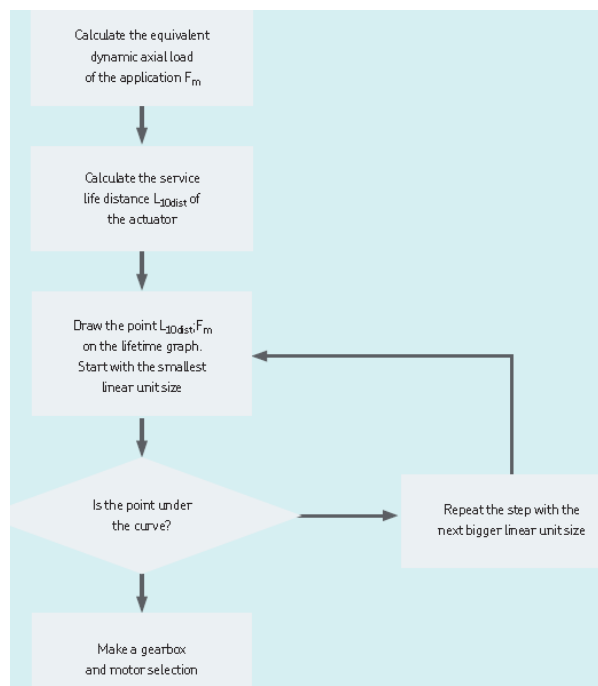 Calculate the equivalent
dynamic axial load
of the application Fm
Calculate the service
life distance L10dist of
the actuator
Draw the point L10dist;Fm
on the lifetime graph.
Start with the smallest
linear unit size
Is the point under
the curve?
Repeat the step with the
next bigger linear unit size
Make a gearbox
and motor selection